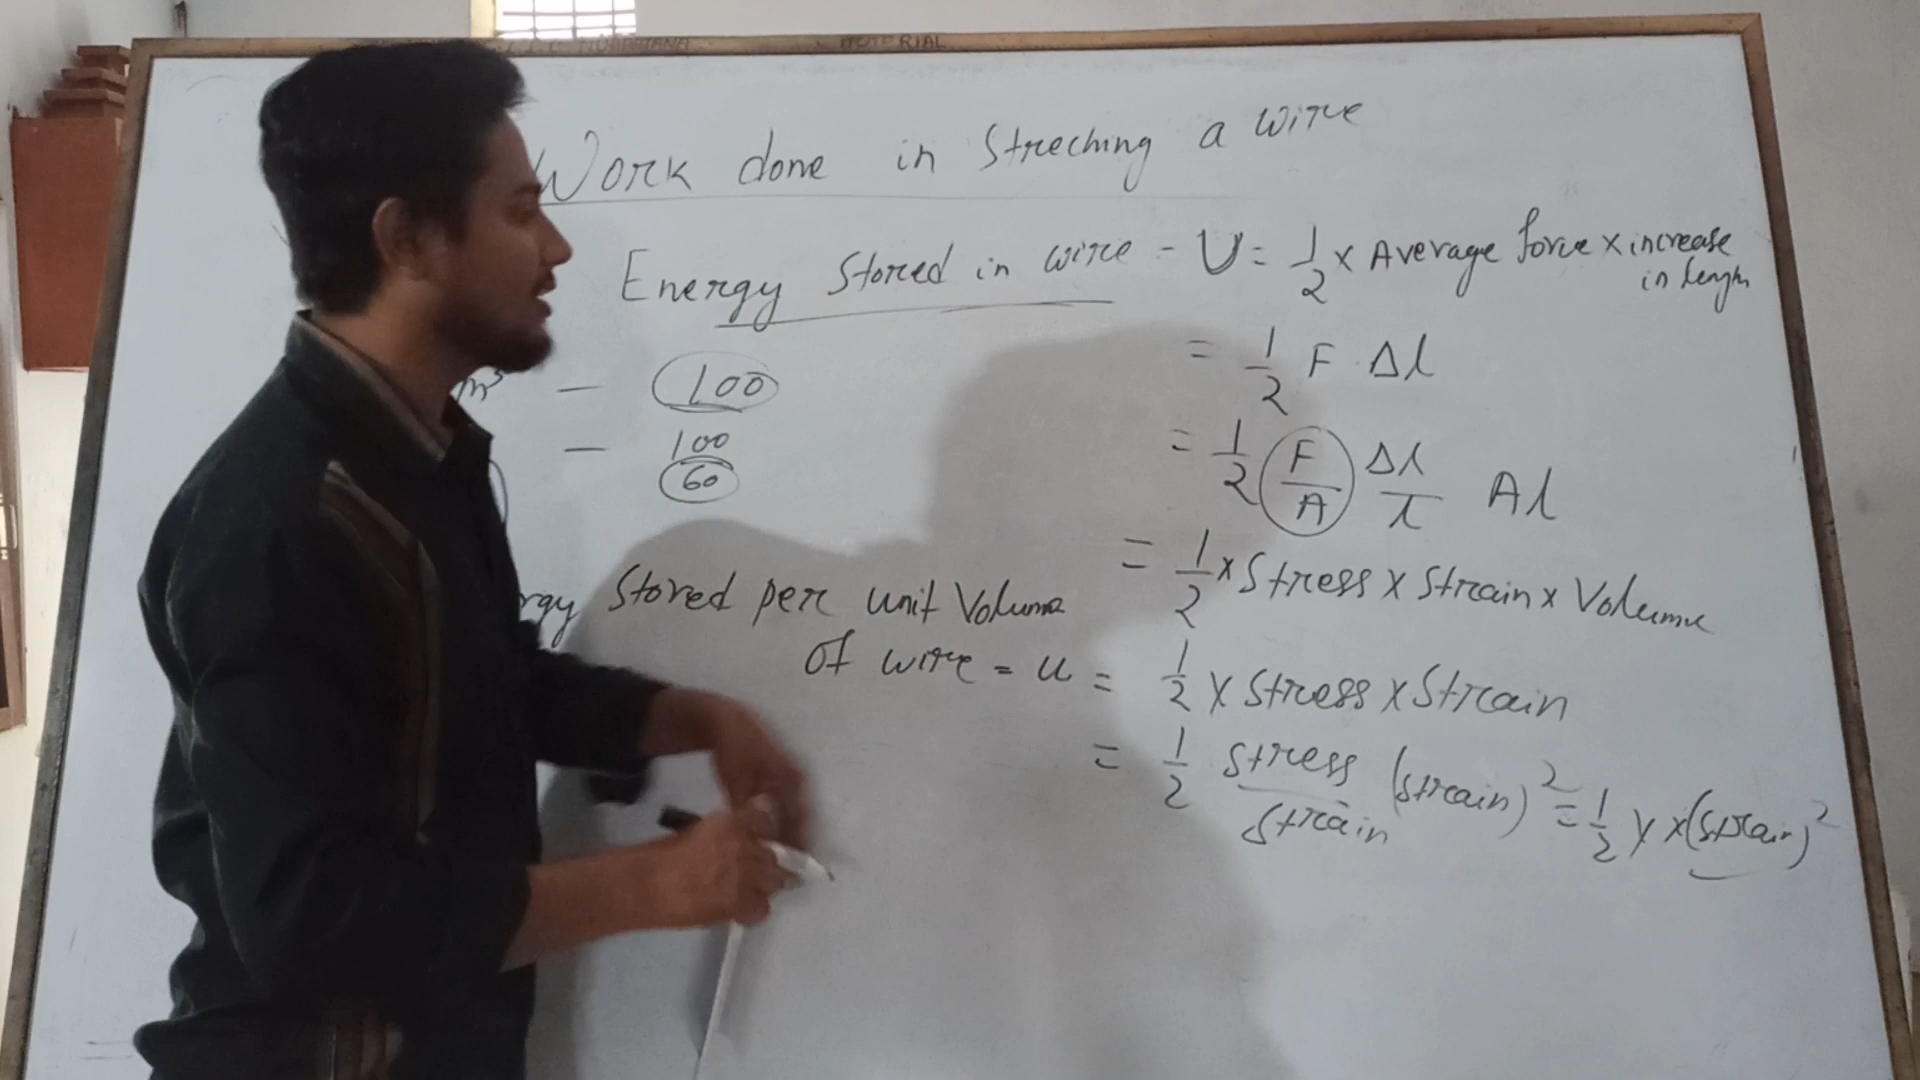 Work done in Streching a wire
Energy Stored in wire - U = 1/2 x Average force x increase in length
= 1/2 F · Δl
m³ — 100
— 100/60
= 1/2 F/A Δl/l Al
= 1/2 x Stress x Strain x Volume
rgy Stored per unit Volume
of wire = u = 1/2 x Stress x Strain
= 1/2 Stress/Strain (Strain)² = 1/2 Y x (Strain)²